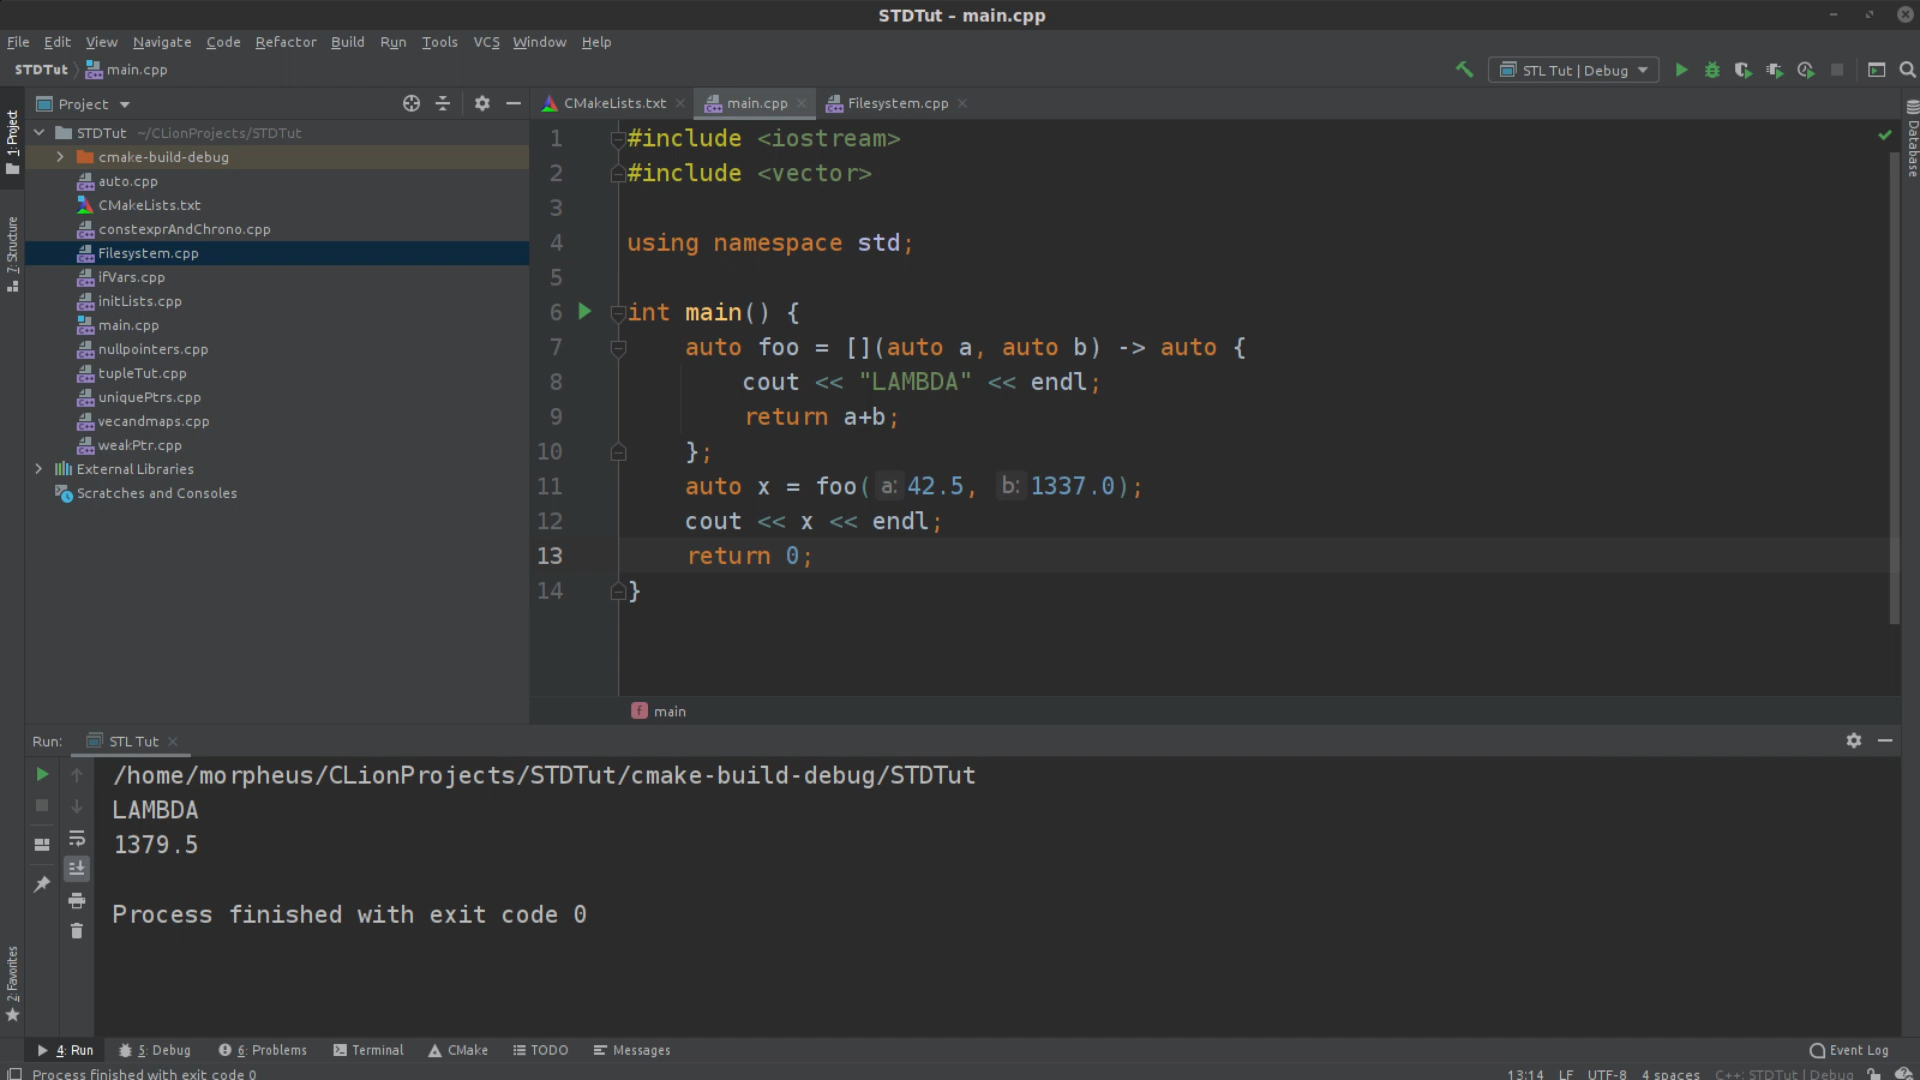 STDTut – main.cpp
File Edit View Navigate Code Refactor Build Run Tools VCS Window Help
STDTut main.cpp
STL Tut | Debug
1: Project
7: Structure
2: Favorites
Database
Project
STDTut ~/CLionProjects/STDTut
cmake-build-debug
auto.cpp
CMakeLists.txt
constexprAndChrono.cpp
Filesystem.cpp
ifVars.cpp
initLists.cpp
main.cpp
nullpointers.cpp
tupleTut.cpp
uniquePtrs.cpp
vecandmaps.cpp
weakPtr.cpp
External Libraries
Scratches and Consoles
CMakeLists.txt main.cpp Filesystem.cpp
1 #include <iostream>
2 #include <vector>
3
4 using namespace std;
5
6 int main() {
7 auto foo = [](auto a, auto b) -> auto {
8 cout << "LAMBDA" << endl;
9 return a+b;
10 };
11 auto x = foo( a: 42.5, b: 1337.0);
12 cout << x << endl;
13 return 0;
14 }
f main
Run: STL Tut
/home/morpheus/CLionProjects/STDTut/cmake-build-debug/STDTut
LAMBDA
1379.5
Process finished with exit code 0
4: Run 5: Debug 6: Problems Terminal CMake TODO Messages Event Log
Process finished with exit code 0 13:14 LF UTF-8 4 spaces C++: STDTut | Debug